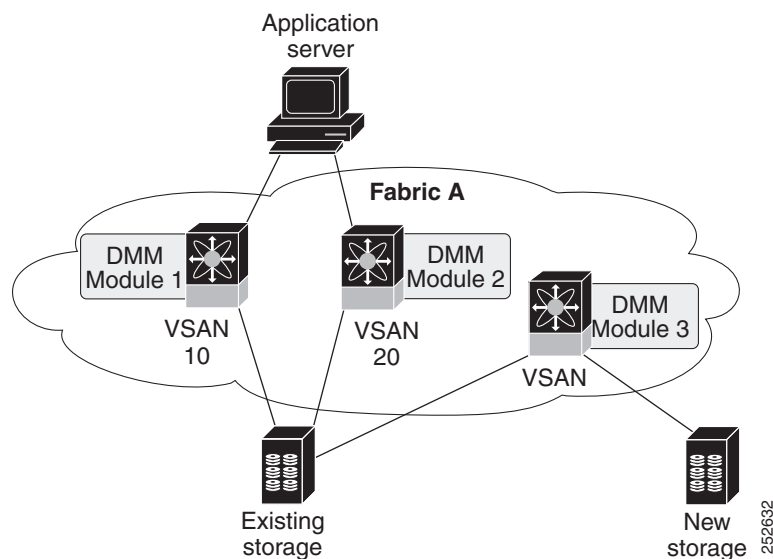 Application
server
Fabric A
DMM
Module 1
DMM
Module 2
DMM
Module 3
VSAN
10
VSAN
20
VSAN
Existing
storage
New
storage
252632